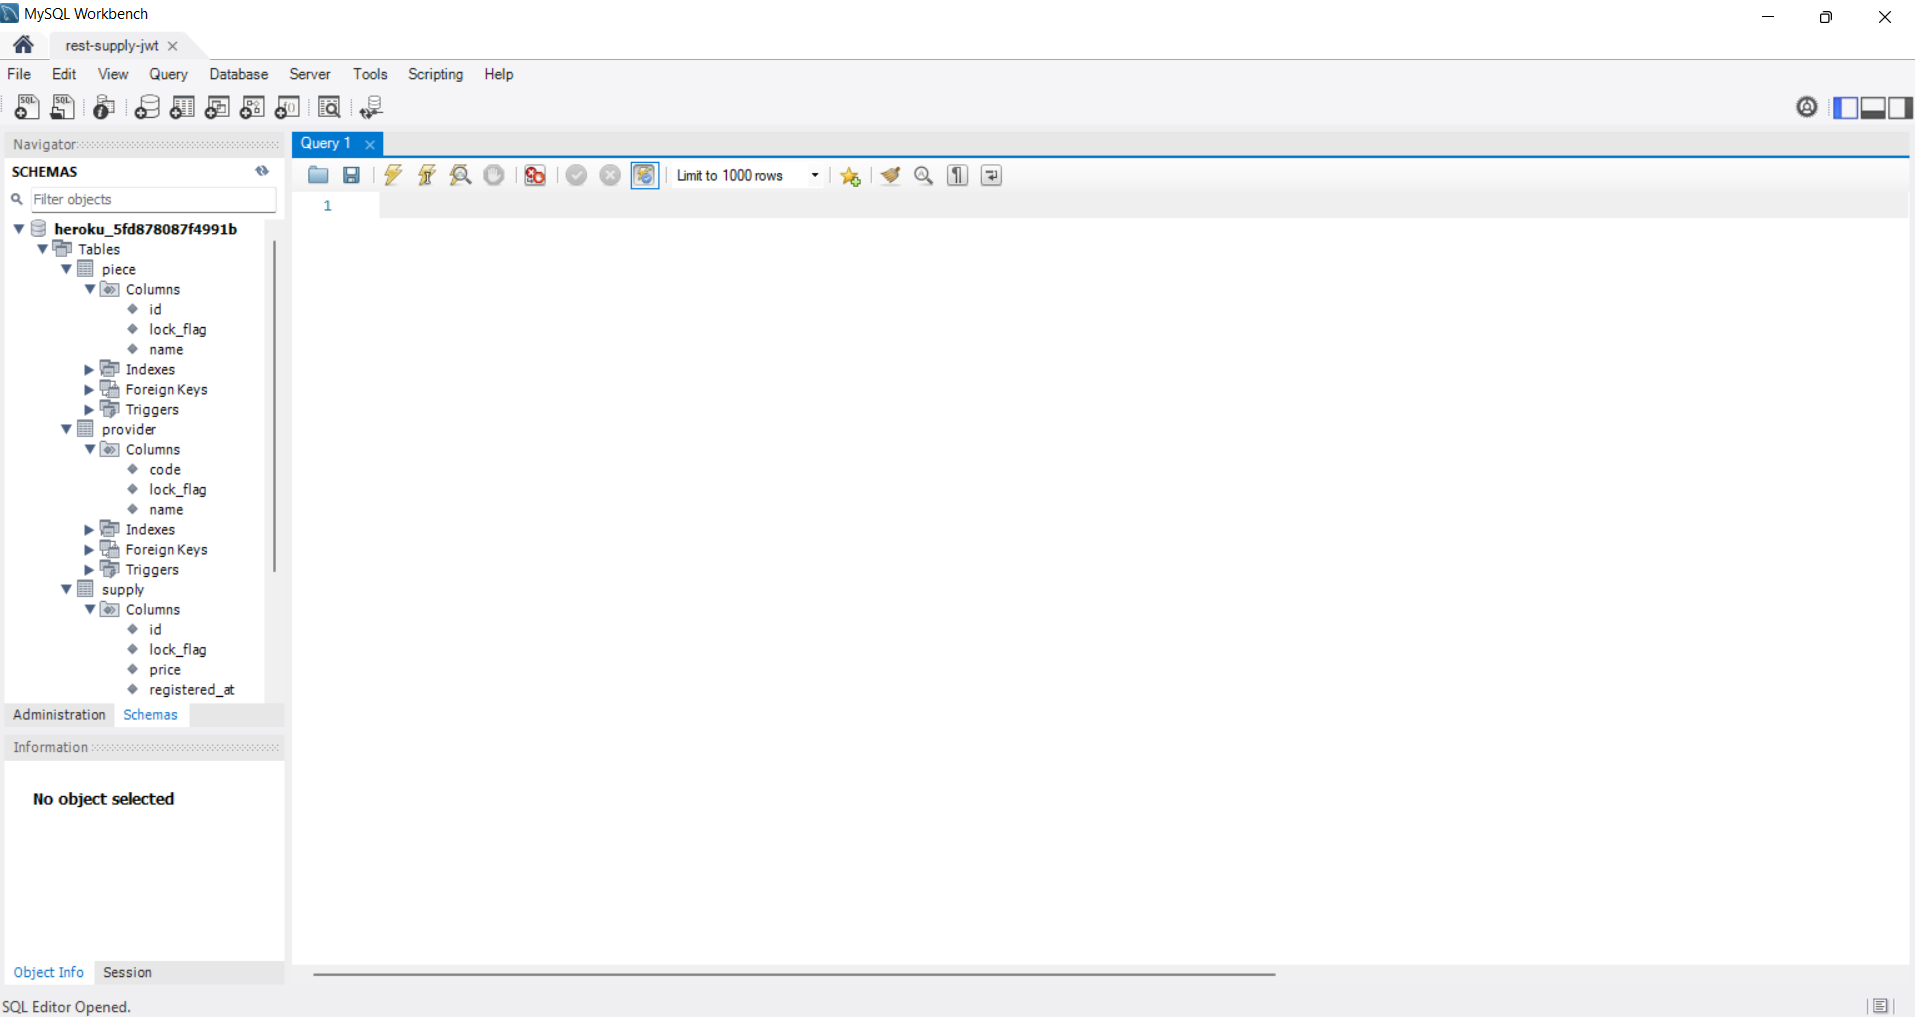 MySQL Workbench
rest-supply-jwt
File Edit View Query Database Server Tools Scripting Help
Navigator
Query 1
SCHEMAS
Limit to 1000 rows
Filter objects
1
heroku_5fd878087f4991b
Tables
piece
Columns
id
lock_flag
name
Indexes
Foreign Keys
Triggers
provider
Columns
code
lock_flag
name
Indexes
Foreign Keys
Triggers
supply
Columns
id
lock_flag
price
registered_at
Administration Schemas
Information
No object selected
Object Info Session
SQL Editor Opened.